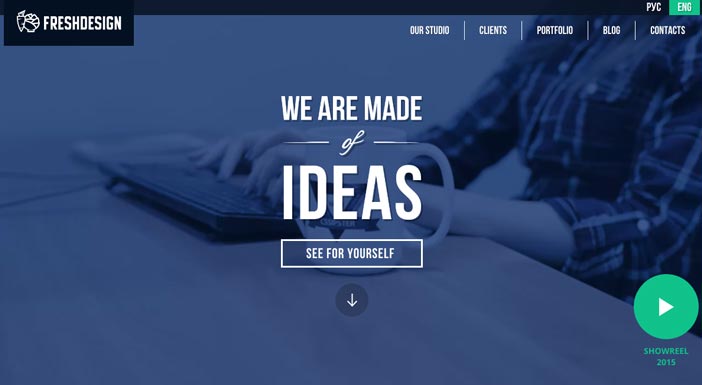 РУС ENG
FRESHDESIGN
OUR STUDIO CLIENTS PORTFOLIO BLOG CONTACTS
WE ARE MADE
of
IDEAS
SEE FOR YOURSELF
SHOWREEL
2015